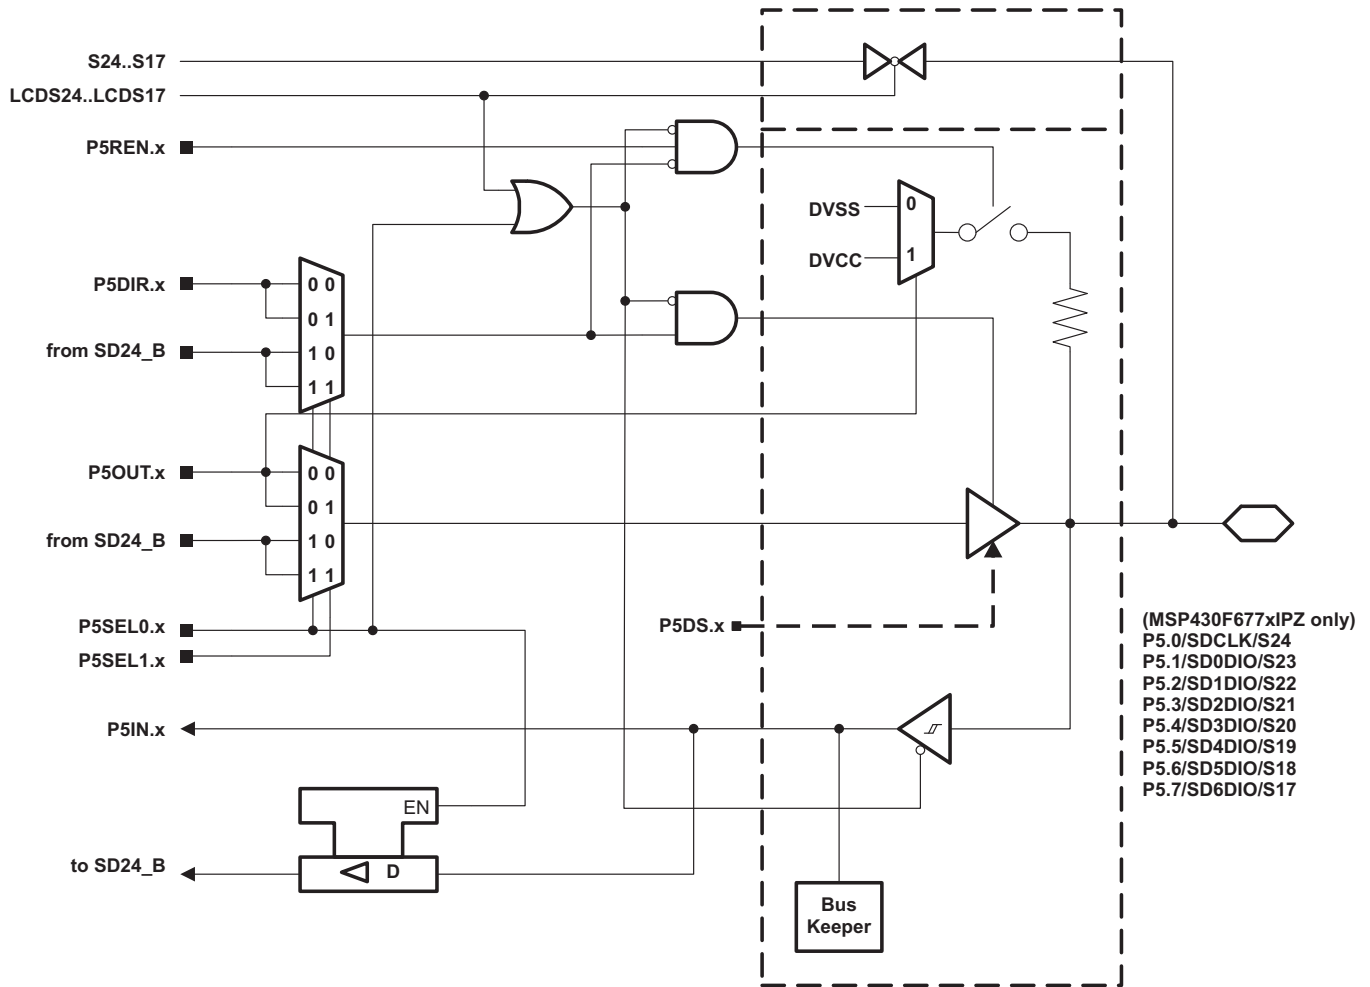 S24..S17
LCDS24..LCDS17
P5REN.x
DVSS
0
DVCC
1
P5DIR.x
0 0
0 1
from SD24_B
1 0
1 1
P5OUT.x
0 0
0 1
from SD24_B
1 0
1 1
P5SEL0.x
P5SEL1.x
P5DS.x
(MSP430F677xIPZ only)
P5.0/SDCLK/S24
P5.1/SD0DIO/S23
P5.2/SD1DIO/S22
P5.3/SD2DIO/S21
P5.4/SD3DIO/S20
P5.5/SD4DIO/S19
P5.6/SD5DIO/S18
P5.7/SD6DIO/S17
P5IN.x
EN
to SD24_B
D
Bus
Keeper